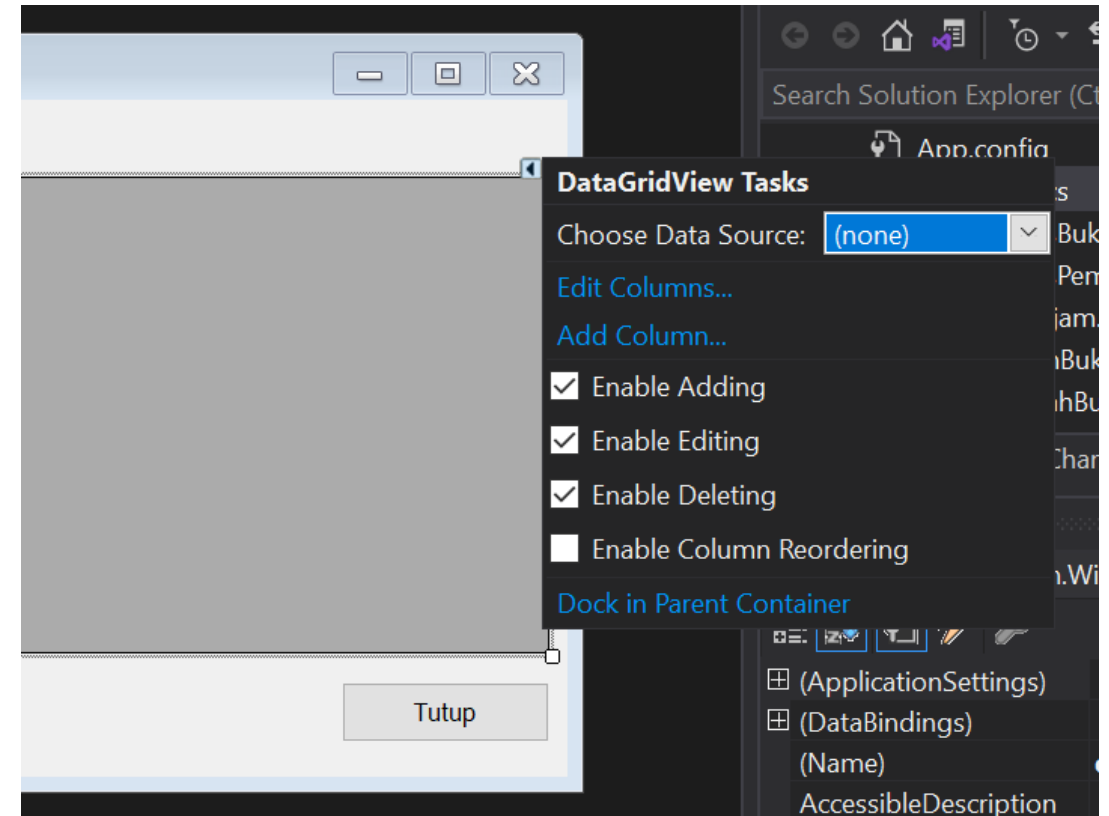 Search Solution Explorer (Ct
App.config
DataGridView Tasks
Choose Data Source: (none)
Edit Columns...
Add Column...
Enable Adding
Enable Editing
Enable Deleting
Enable Column Reordering
Dock in Parent Container
Tutup
(ApplicationSettings)
(DataBindings)
(Name)
AccessibleDescription